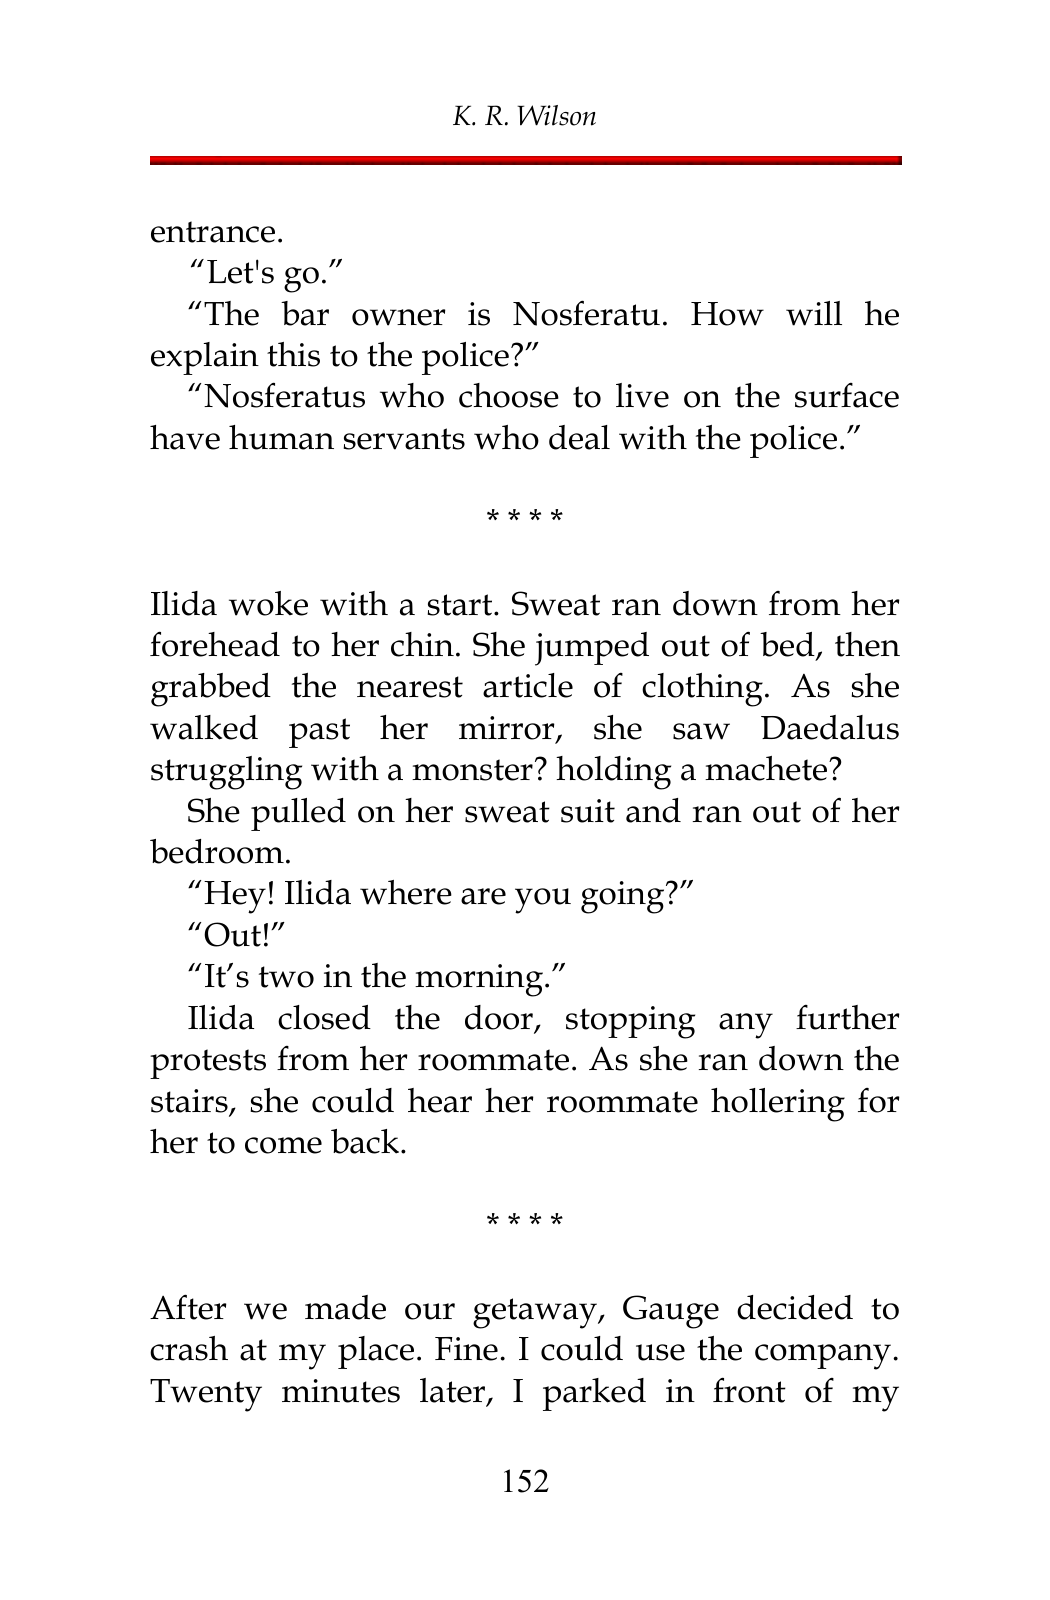 K. R. Wilson
entrance.
“Let's go.”
“The bar owner is Nosferatu. How will he
explain this to the police?”
“Nosferatus who choose to live on the surface
have human servants who deal with the police.”
* * * *
Ilida woke with a start. Sweat ran down from her
forehead to her chin. She jumped out of bed, then
grabbed the nearest article of clothing. As she
walked past her mirror, she saw Daedalus
struggling with a monster? holding a machete?
She pulled on her sweat suit and ran out of her
bedroom.
“Hey! Ilida where are you going?”
“Out!”
“It’s two in the morning.”
Ilida closed the door, stopping any further
protests from her roommate. As she ran down the
stairs, she could hear her roommate hollering for
her to come back.
* * * *
After we made our getaway, Gauge decided to
crash at my place. Fine. I could use the company.
Twenty minutes later, I parked in front of my
152